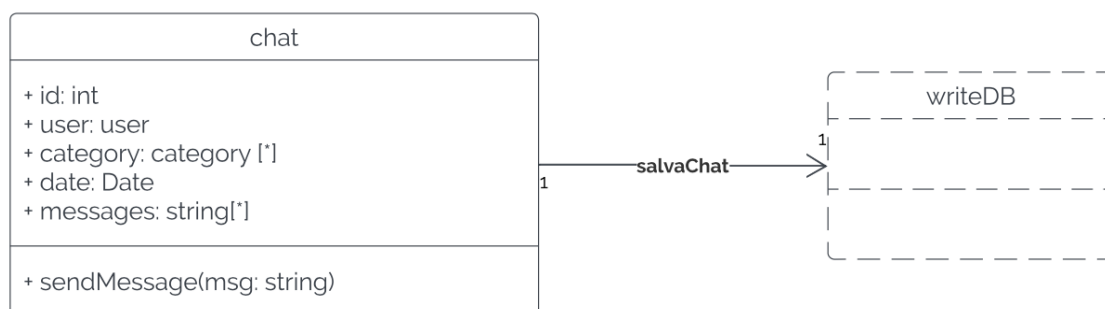 chat
+ id: int
+ user: user
+ category: category [*]
+ date: Date
+ messages: string[*]
+ sendMessage(msg: string)
1
salvaChat
1
writeDB